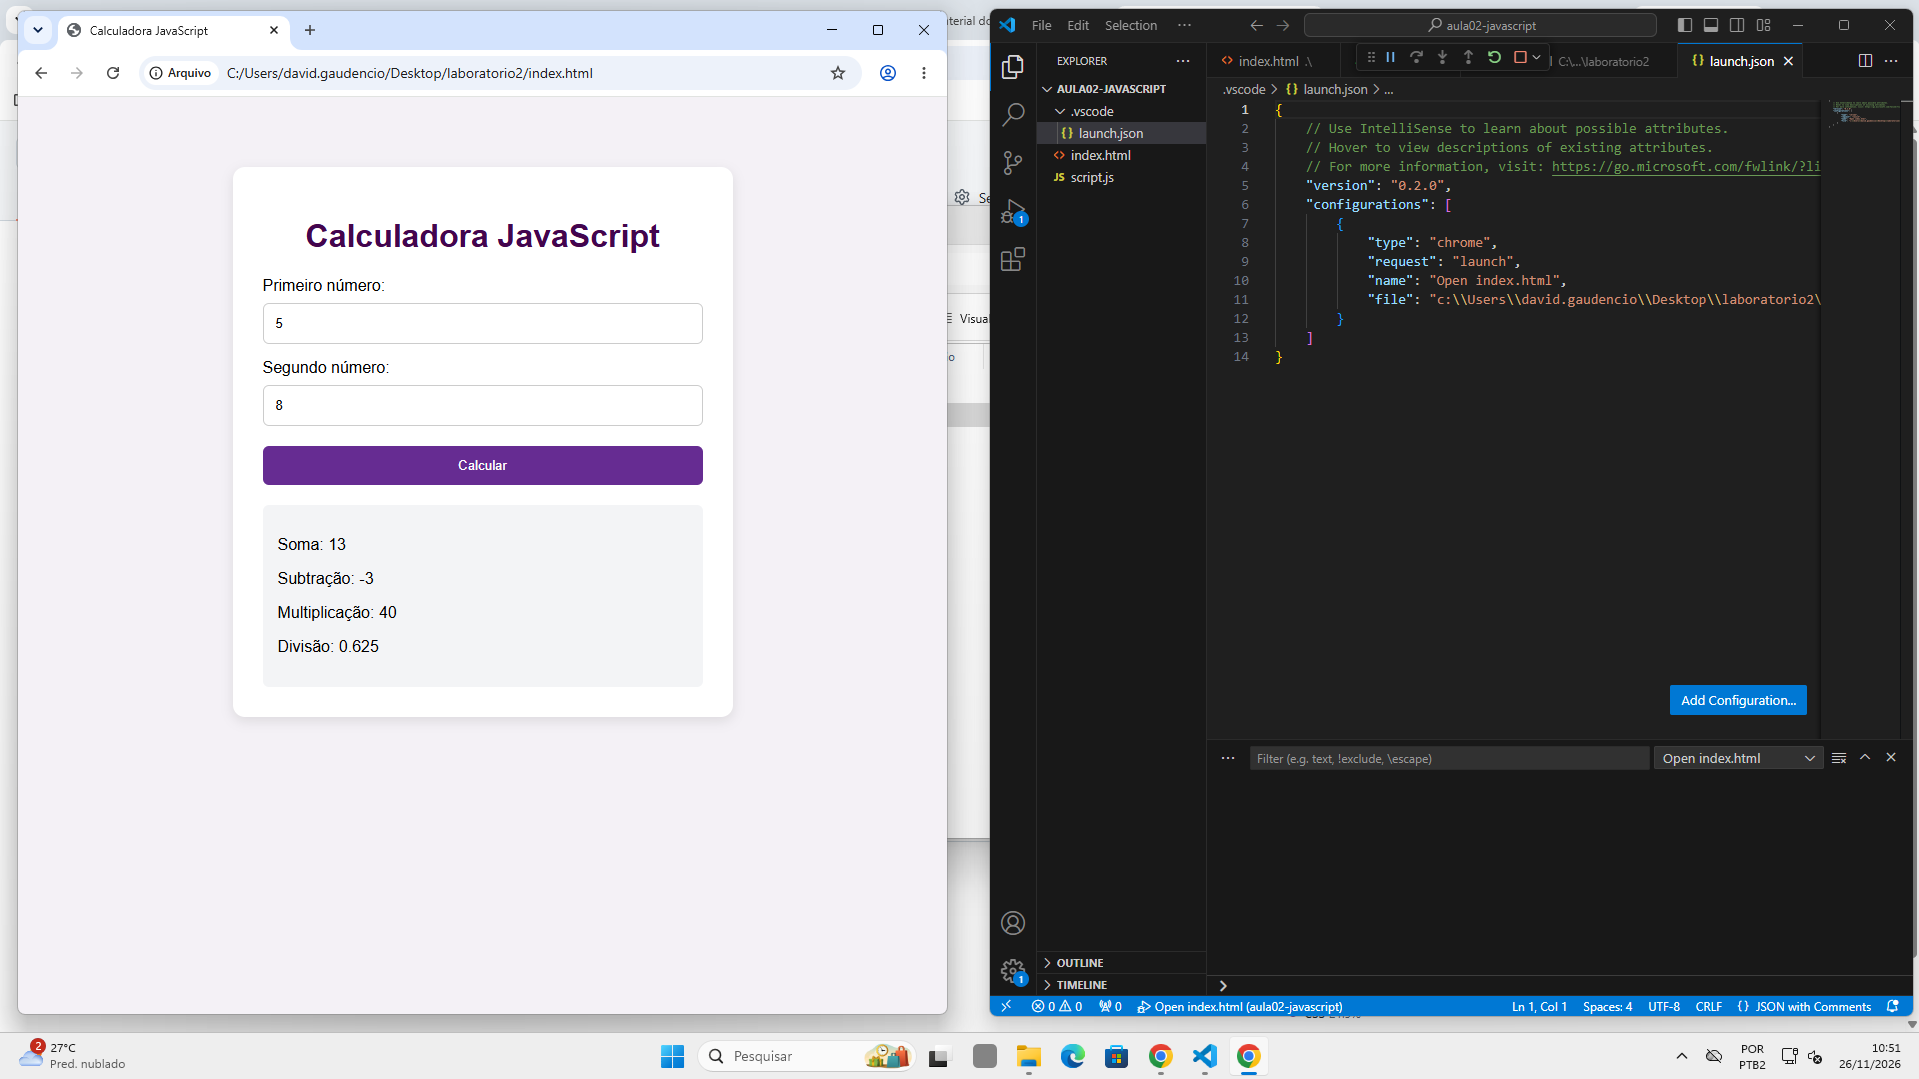 Calculadora JavaScript
Arquivo
C:/Users/david.gaudencio/Desktop/laboratorio2/index.html
Calculadora JavaScript
Primeiro número:
5
Segundo número:
8
Calcular
Soma: 13
Subtração: -3
Multiplicação: 40
Divisão: 0.625
File Edit Selection
aula02-javascript
EXPLORER
AULA02-JAVASCRIPT
.vscode
{} launch.json
<> index.html
JS script.js
1
OUTLINE
TIMELINE
1
<> index.html .\
C:\...\laboratorio2
{} launch.json
.vscode > {} launch.json > ...
1 {
2 // Use IntelliSense to learn about possible attributes.
3 // Hover to view descriptions of existing attributes.
4 // For more information, visit: https://go.microsoft.com/fwlink/?li
5 "version": "0.2.0",
6 "configurations": [
7 {
8 "type": "chrome",
9 "request": "launch",
10 "name": "Open index.html",
11 "file": "c:\\Users\\david.gaudencio\\Desktop\\laboratorio2\
12 }
13 ]
14 }
Add Configuration...
Filter (e.g. text, !exclude, \escape)
Open index.html
0 0 0 Open index.html (aula02-javascript)
Ln 1, Col 1 Spaces: 4 UTF-8 CRLF {} JSON with Comments
2
27°C
Pred. nublado
Pesquisar
POR
PTB2
10:51
26/11/2026